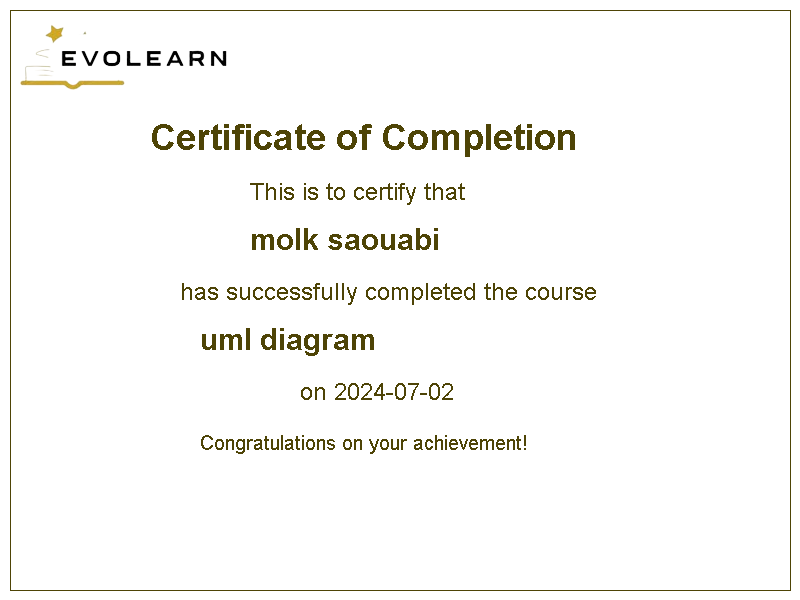 EVOLEARN
Certificate of Completion
This is to certify that
molk saouabi
has successfully completed the course
uml diagram
on 2024-07-02
Congratulations on your achievement!